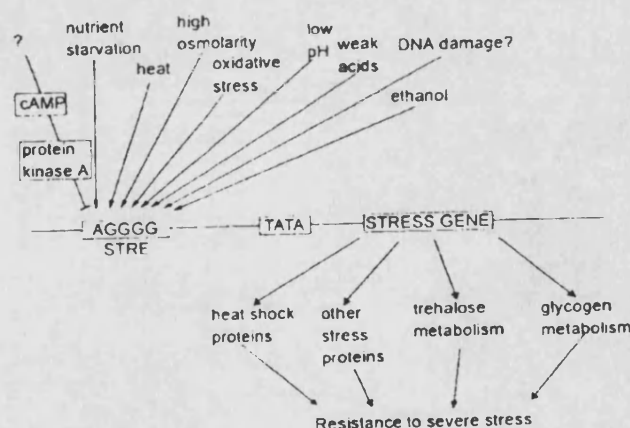 ?
nutrient
starvation
heat
high
osmolarity
oxidative
stress
low
pH
weak
acids
DNA damage?
ethanol
cAMP
protein
kinase A
AGGGG
STRE
TATA
STRESS GENE
heat shock
proteins
other
stress
proteins
trehalose
metabolism
glycogen
metabolism
Resistance to severe stress